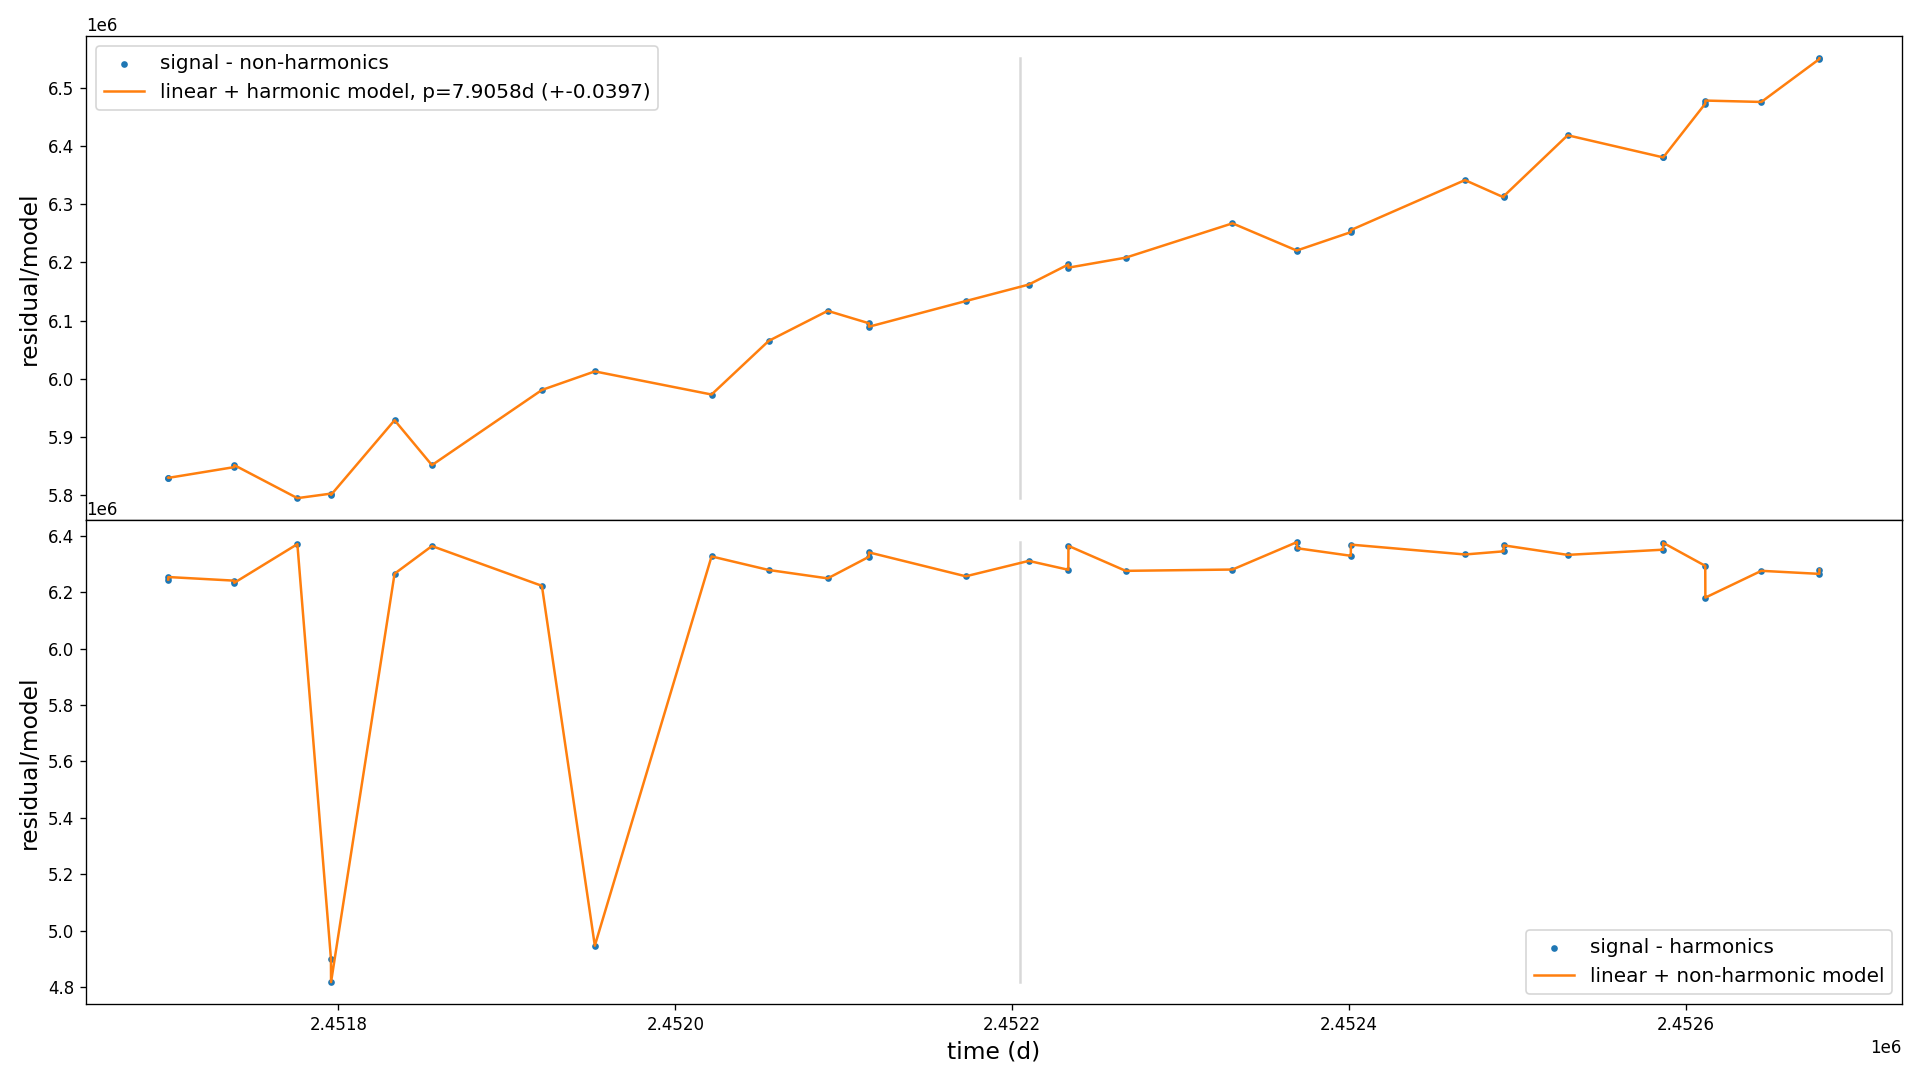 1e6
signal - non-harmonics
linear + harmonic model, p=7.9058d (+-0.0397)
residual/model
6.5
6.4
6.3
6.2
6.1
6.0
5.9
5.8
1e6
residual/model
6.4
6.2
6.0
5.8
5.6
5.4
5.2
5.0
4.8
signal - harmonics
linear + non-harmonic model
2.4518 2.4520 2.4522 2.4524 2.4526
time (d)
1e6